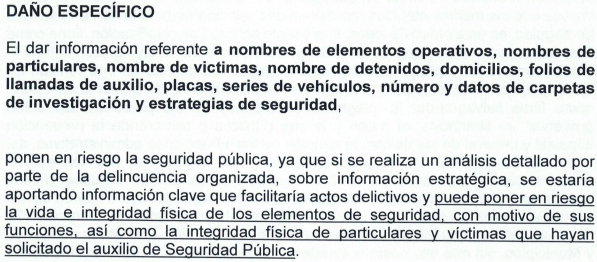 DAÑO ESPECÍFICO
El dar información referente a nombres de elementos operativos, nombres de
particulares, nombre de victimas, nombre de detenidos, domicilios, folios de
llamadas de auxilio, placas, series de vehículos, número y datos de carpetas
de investigación y estrategias de seguridad,
ponen en riesgo la seguridad pública, ya que si se realiza un análisis detallado por
parte de la delincuencia organizada, sobre información estratégica, se estaría
aportando información clave que facilitaría actos delictivos y puede poner en riesgo
la vida e integridad física de los elementos de seguridad, con motivo de sus
funciones, así como la integridad física de particulares y víctimas que hayan
solicitado el auxilio de Seguridad Pública.